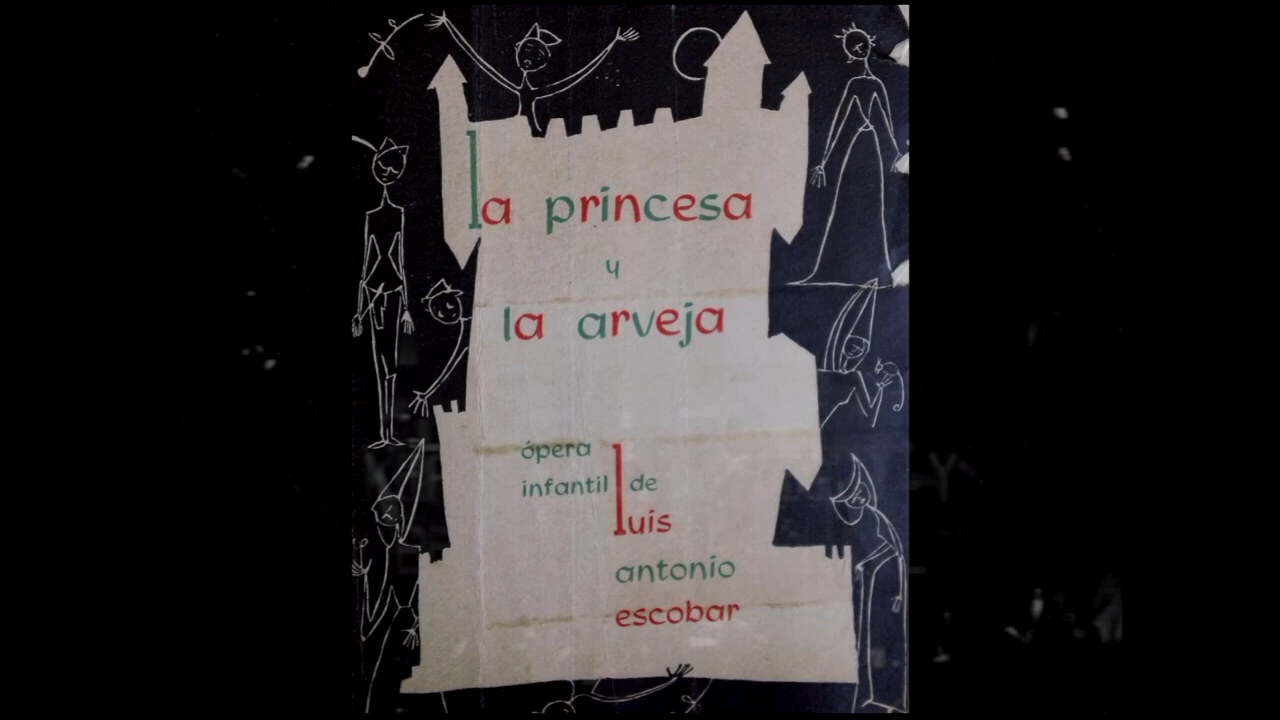 la princesa
y
la arveja
ópera
infantil de
luis
antonio
escobar